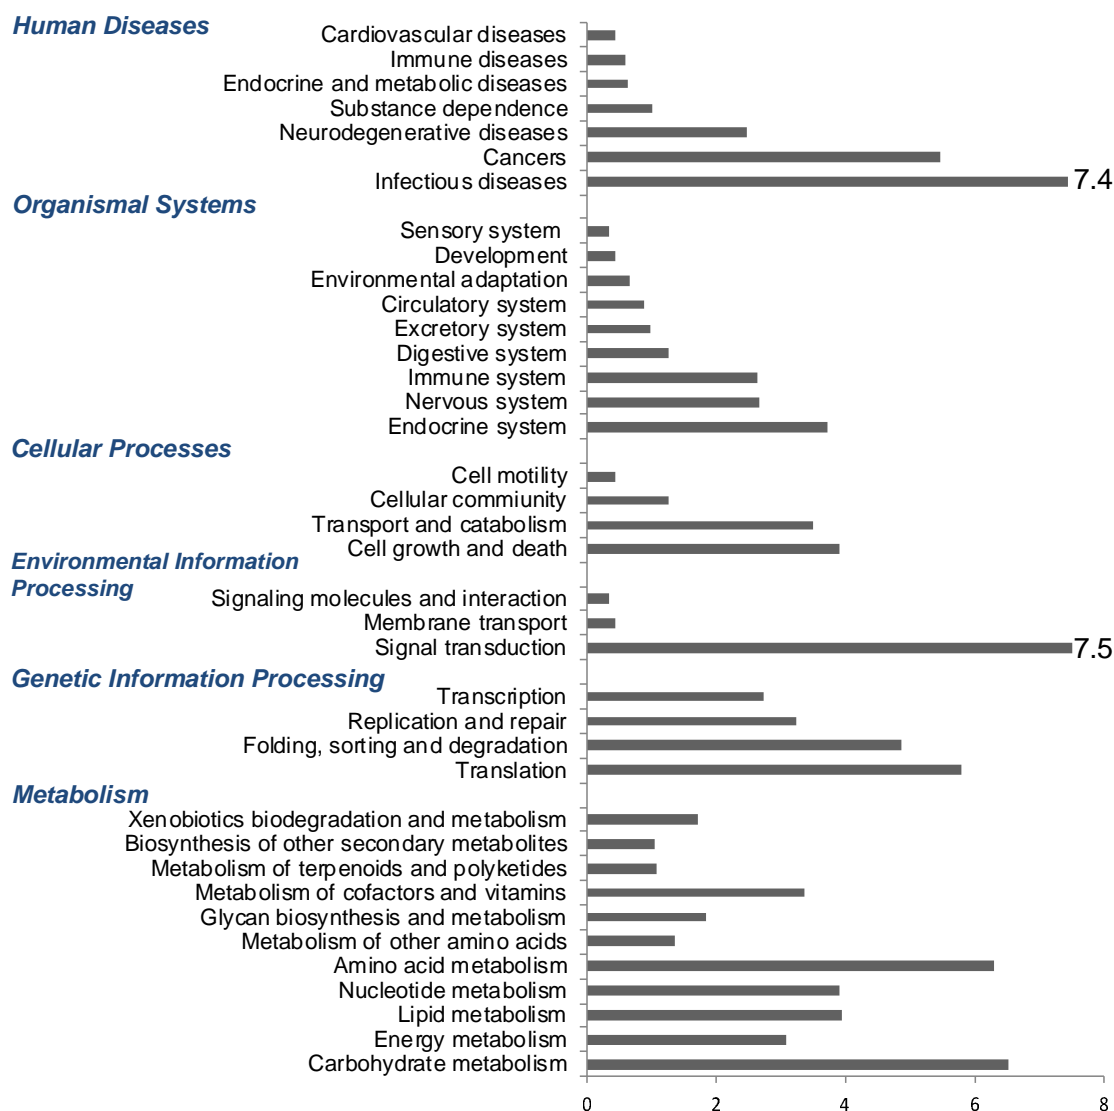 Human Diseases
Cardiovascular diseases
Immune diseases
Endocrine and metabolic diseases
Substance dependence
Neurodegenerative diseases
Cancers
Infectious diseases 7.4
Organismal Systems
Sensory system
Development
Environmental adaptation
Circulatory system
Excretory system
Digestive system
Immune system
Nervous system
Endocrine system
Cellular Processes
Cell motility
Cellular commiunity
Transport and catabolism
Cell growth and death
Environmental Information
Processing
Signaling molecules and interaction
Membrane transport
Signal transduction 7.5
Genetic Information Processing
Transcription
Replication and repair
Folding, sorting and degradation
Translation
Metabolism
Xenobiotics biodegradation and metabolism
Biosynthesis of other secondary metabolites
Metabolism of terpenoids and polyketides
Metabolism of cofactors and vitamins
Glycan biosynthesis and metabolism
Metabolism of other amino acids
Amino acid metabolism
Nucleotide metabolism
Lipid metabolism
Energy metabolism
Carbohydrate metabolism
0 2 4 6 8